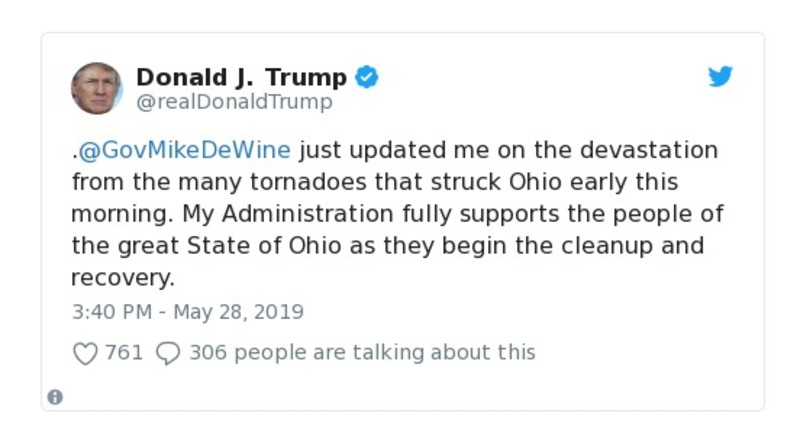 Donald J. Trump
@realDonaldTrump
.@GovMikeDeWine just updated me on the devastation
from the many tornadoes that struck Ohio early this
morning. My Administration fully supports the people of
the great State of Ohio as they begin the cleanup and
recovery.
3:40 PM - May 28, 2019
761 306 people are talking about this